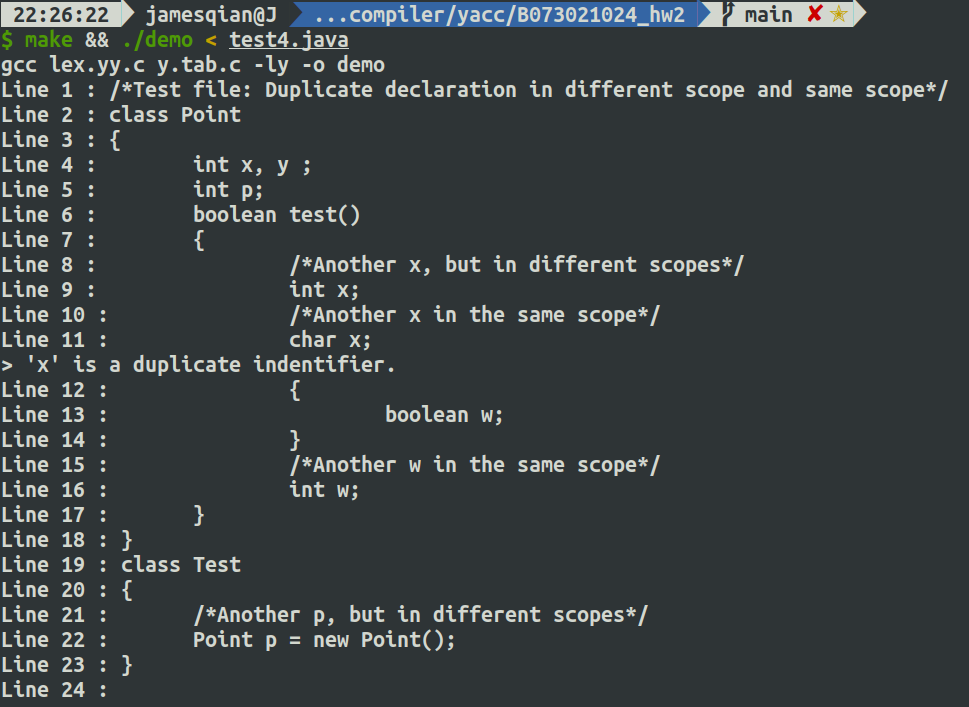 22:26:22 jamesqian@J ...compiler/yacc/B073021024_hw2 main ✘ ★
$ make && ./demo < test4.java
gcc lex.yy.c y.tab.c -ly -o demo
Line 1 : /*Test file: Duplicate declaration in different scope and same scope*/
Line 2 : class Point
Line 3 : {
Line 4 :        int x, y ;
Line 5 :        int p;
Line 6 :        boolean test()
Line 7 :        {
Line 8 :                /*Another x, but in different scopes*/
Line 9 :                int x;
Line 10 :               /*Another x in the same scope*/
Line 11 :               char x;
> 'x' is a duplicate indentifier.
Line 12 :               {
Line 13 :                       boolean w;
Line 14 :               }
Line 15 :               /*Another w in the same scope*/
Line 16 :               int w;
Line 17 :       }
Line 18 : }
Line 19 : class Test
Line 20 : {
Line 21 :       /*Another p, but in different scopes*/
Line 22 :       Point p = new Point();
Line 23 : }
Line 24 :